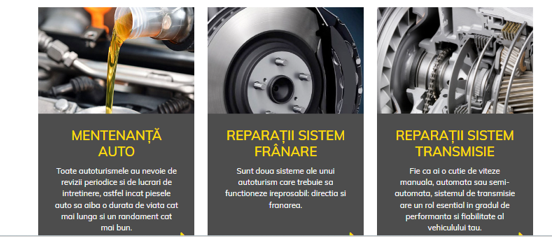 MENTENANȚĂ
AUTO
Toate autoturismele au nevoie de
revizii periodice si de lucrari de
intretinere, astfel incat piesele
auto sa aiba o durata de viata cat
mai lunga si un randament cat
mai bun.
REPARAȚII SISTEM
FRÂNARE
Sunt doua sisteme ale unui
autoturism care trebuie sa
functioneze ireprosabil: directia si
franarea.
REPARAȚII SISTEM
TRANSMISIE
Fie ca ai o cutie de viteze
manuala, automata sau semi-
automata, sistemul de transmisie
are un rol esential in gradul de
performanta si fiabilitate al
vehiculului tau.